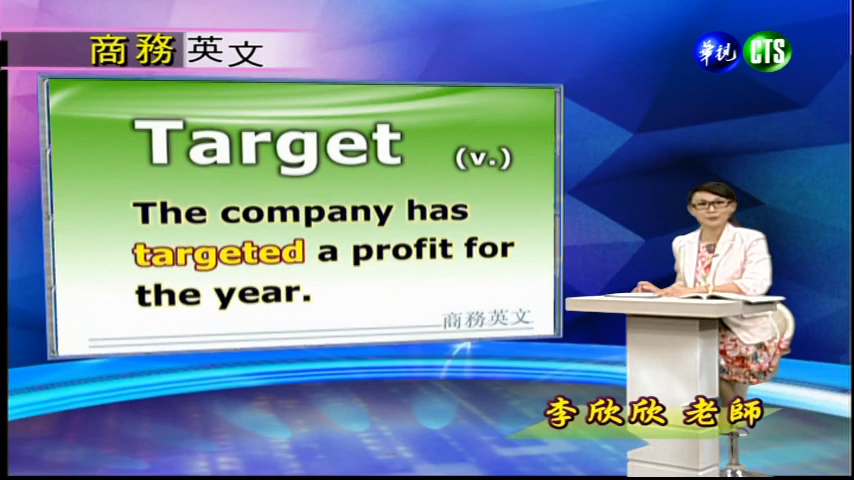 商務英文
華視 CTS
Target (v.)
The company has
targeted a profit for
the year.
商務英文
李欣欣 老師